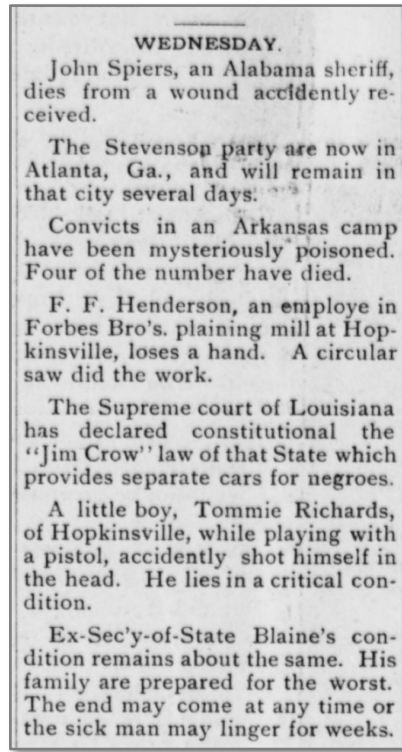 WEDNESDAY.
John Spiers, an Alabama sheriff,
dies from a wound accidently re-
ceived.
The Stevenson party are now in
Atlanta, Ga., and will remain in
that city several days.
Convicts in an Arkansas camp
have been mysteriously poisoned.
Four of the number have died.
F. F. Henderson, an employe in
Forbes Bro's. plaining mill at Hop-
kinsville, loses a hand. A circular
saw did the work.
The Supreme court of Louisiana
has declared constitutional the
"Jim Crow" law of that State which
provides separate cars for negroes.
A little boy, Tommie Richards,
of Hopkinsville, while playing with
a pistol, accidently shot himself in
the head. He lies in a critical con-
dition.
Ex-Sec'y-of-State Blaine's con-
dition remains about the same. His
family are prepared for the worst.
The end may come at any time or
the sick man may linger for weeks.